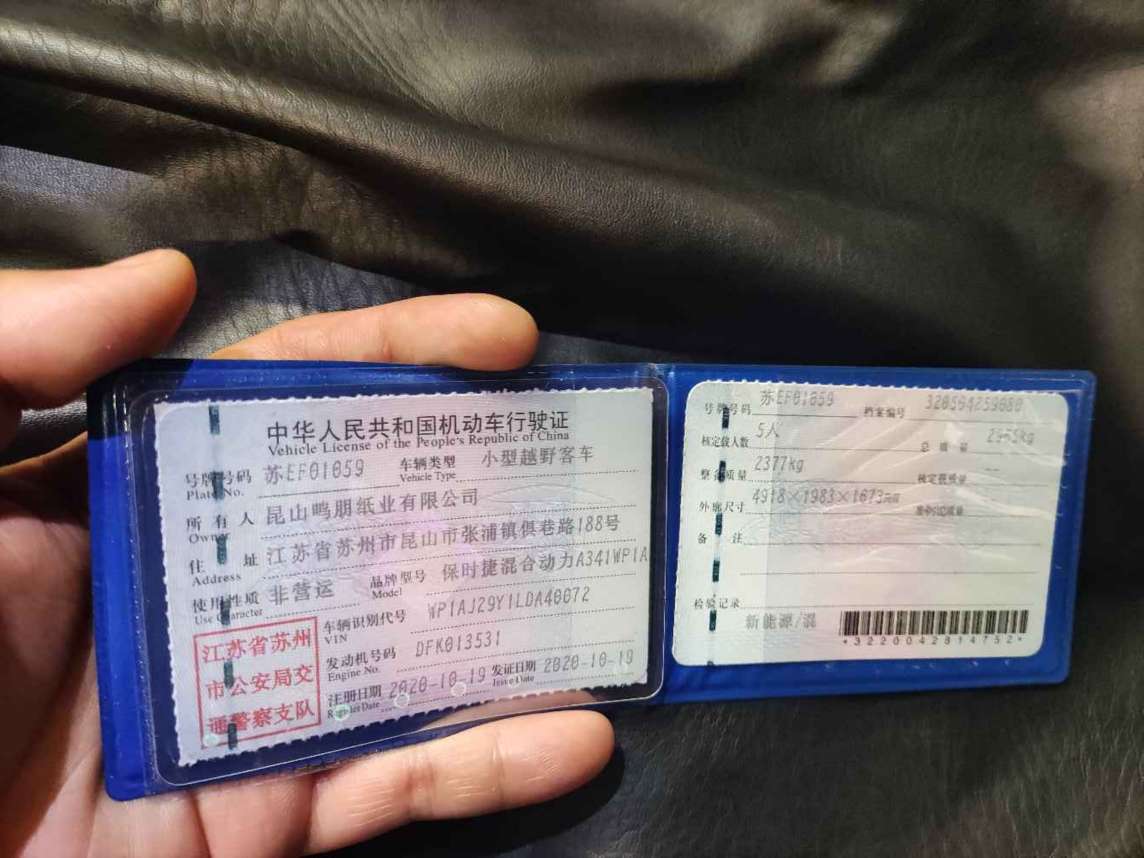 中华人民共和国机动车行驶证
Vehicle License of the People's Republic of China
号牌号码 苏EF01059 车辆类型 小型越野客车
Plate No. Vehicle Type
所有人 昆山鸣朋纸业有限公司
Owner
住址 江苏省苏州市昆山市张浦镇俱巷路188号
Address
使用性质 非营运 品牌型号 保时捷混合动力A341WP1A
Use Character Model
车辆识别代号 WP1AJ29Y1LDA40072
VIN
发动机号码 DFK013531
Engine No.
注册日期 2020-10-19 发证日期 2020-10-19
Register Date Issue Date
江苏省苏州
市公安局交
通警察支队
号牌号码 苏EF01059 档案编号
核定载人数 5人 总质量
整备质量 2377kg 核定载质量 --
外廓尺寸 4918×1983×1673mm --
备注
检验记录
新能源/混
*3220042814752*